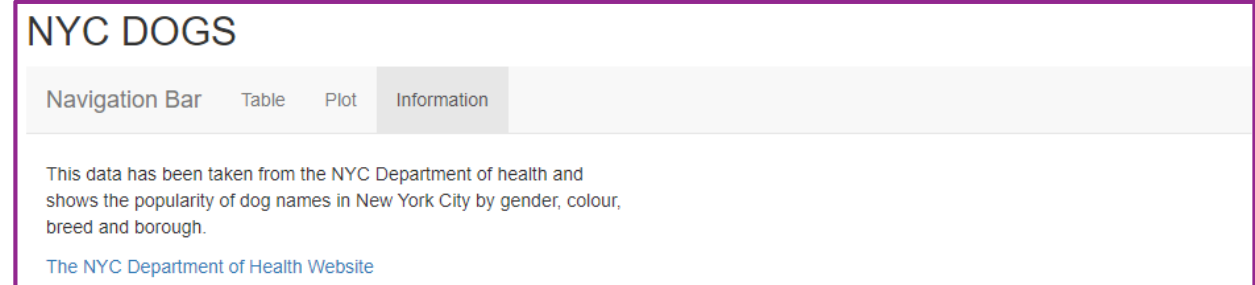 NYC DOGS
Navigation Bar Table Plot Information
This data has been taken from the NYC Department of health and
shows the popularity of dog names in New York City by gender, colour,
breed and borough.
The NYC Department of Health Website